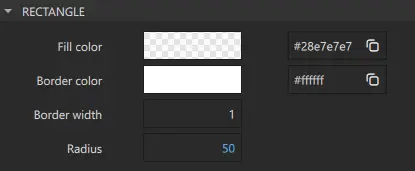 RECTANGLE
Fill color #28e7e7e7
Border color #ffffff
Border width 1
Radius 50